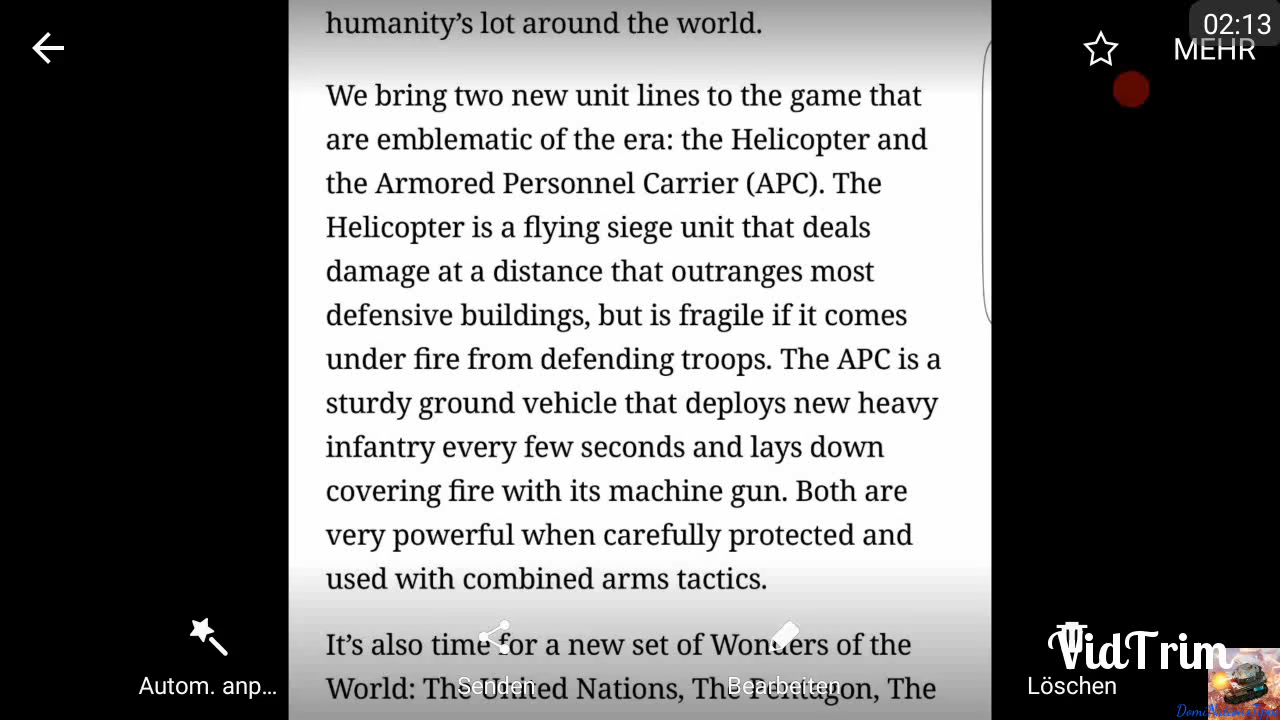 02:13
MEHR
humanity’s lot around the world.
We bring two new unit lines to the game that
are emblematic of the era: the Helicopter and
the Armored Personnel Carrier (APC). The
Helicopter is a flying siege unit that deals
damage at a distance that outranges most
defensive buildings, but is fragile if it comes
under fire from defending troops. The APC is a
sturdy ground vehicle that deploys new heavy
infantry every few seconds and lays down
covering fire with its machine gun. Both are
very powerful when carefully protected and
used with combined arms tactics.
It’s also time for a new set of Wonders of the
World: The United Nations, The Pentagon, The
Autom. anp...
Senden
Bearbeiten
Löschen
VidTrim